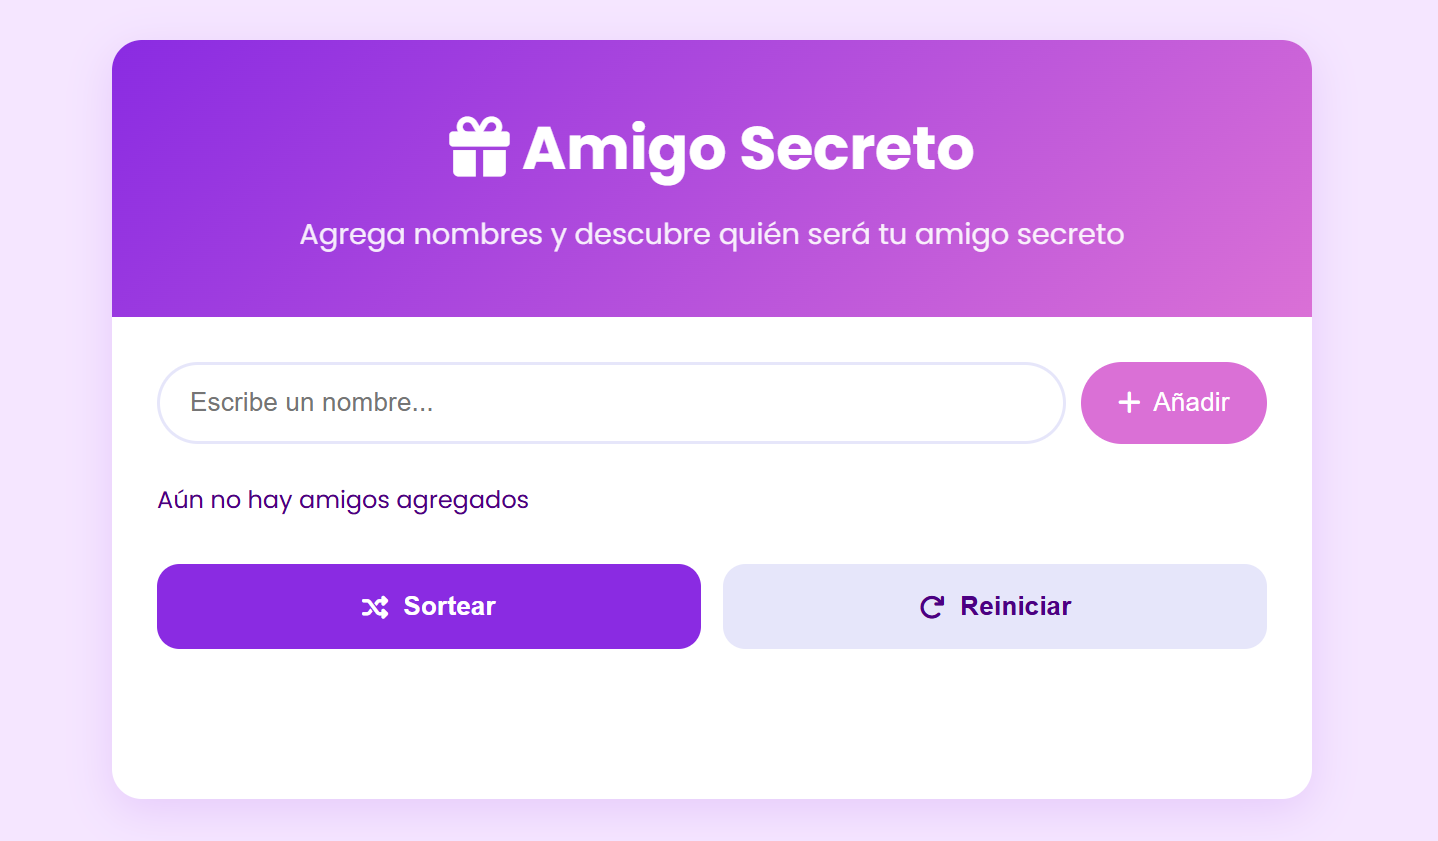 Amigo Secreto
Agrega nombres y descubre quién será tu amigo secreto
Escribe un nombre...
Añadir
Aún no hay amigos agregados
Sortear
Reiniciar